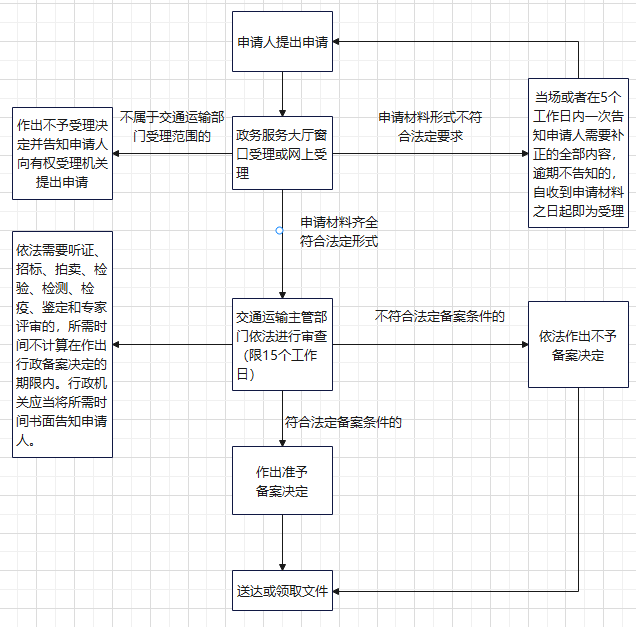 申请人提出申请
不属于交通运输部
门受理范围的
申请材料形式不符
合法定要求
作出不予受理决
定并告知申请人
向有权受理机关
提出申请
政务服务大厅窗
口受理或网上受
理
当场或者在5个
工作日内一次告
知申请人需要补
正的全部内容，
逾期不告知的，
自收到申请材料
之日起即为受理
申请材料齐全
符合法定形式
依法需要听证、
招标、拍卖、检
验、检测、检
疫、鉴定和专家
评审的，所需时
间不计算在作出
行政备案决定的
期限内。行政机
关应当将所需时
间书面告知申请
人。
交通运输主管部
门依法进行审查
（限15个工作
日）
不符合法定备案条件的
依法作出不予
备案决定
符合法定备案条件的
作出准予
备案决定
送达或领取文件